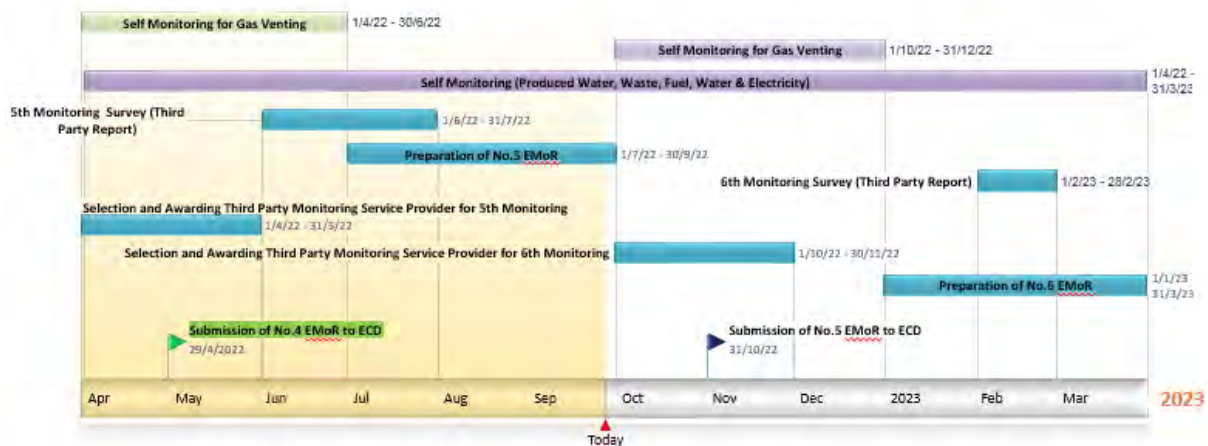 Self Monitoring for Gas Venting 1/4/22 - 30/6/22
Self Monitoring for Gas Venting 1/10/22 - 31/12/22
Self Monitoring (Produced Water, Waste, Fuel, Water & Electricity) 1/4/22 -
31/3/23
5th Monitoring Survey (Third
Party Report)
1/6/22 - 31/7/22
Preparation of No.5 EMoR 1/7/22 - 30/9/22
6th Monitoring Survey (Third Party Report) 1/2/23 - 28/2/23
Selection and Awarding Third Party Monitoring Service Provider for 5th Monitoring
1/4/22 - 31/5/22
Selection and Awarding Third Party Monitoring Service Provider for 6th Monitoring 1/10/22 - 30/11/22
Preparation of No.6 EMoR 1/1/23
31/3/23
Submission of No.4 EMoR to ECD
29/4/2022
Submission of No.5 EMoR to ECD
31/10/22
Apr May Jun Jul Aug Sep Oct Nov Dec 2023 Feb Mar 2023
Today